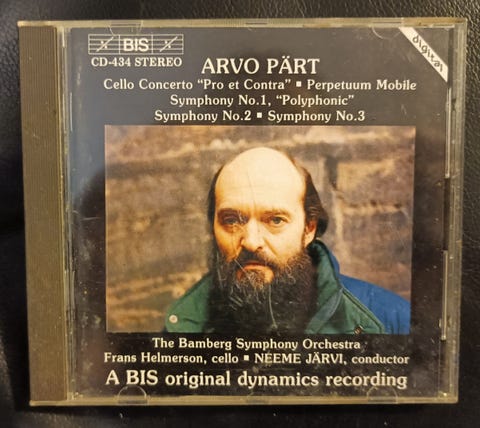 BIS
CD-434 STEREO
digital
ARVO PÄRT
Cello Concerto "Pro et Contra" ▪ Perpetuum Mobile
Symphony No.1, "Polyphonic"
Symphony No.2 ▪ Symphony No.3
The Bamberg Symphony Orchestra
Frans Helmerson, cello ▪ NEEME JÄRVI, conductor
A BIS original dynamics recording